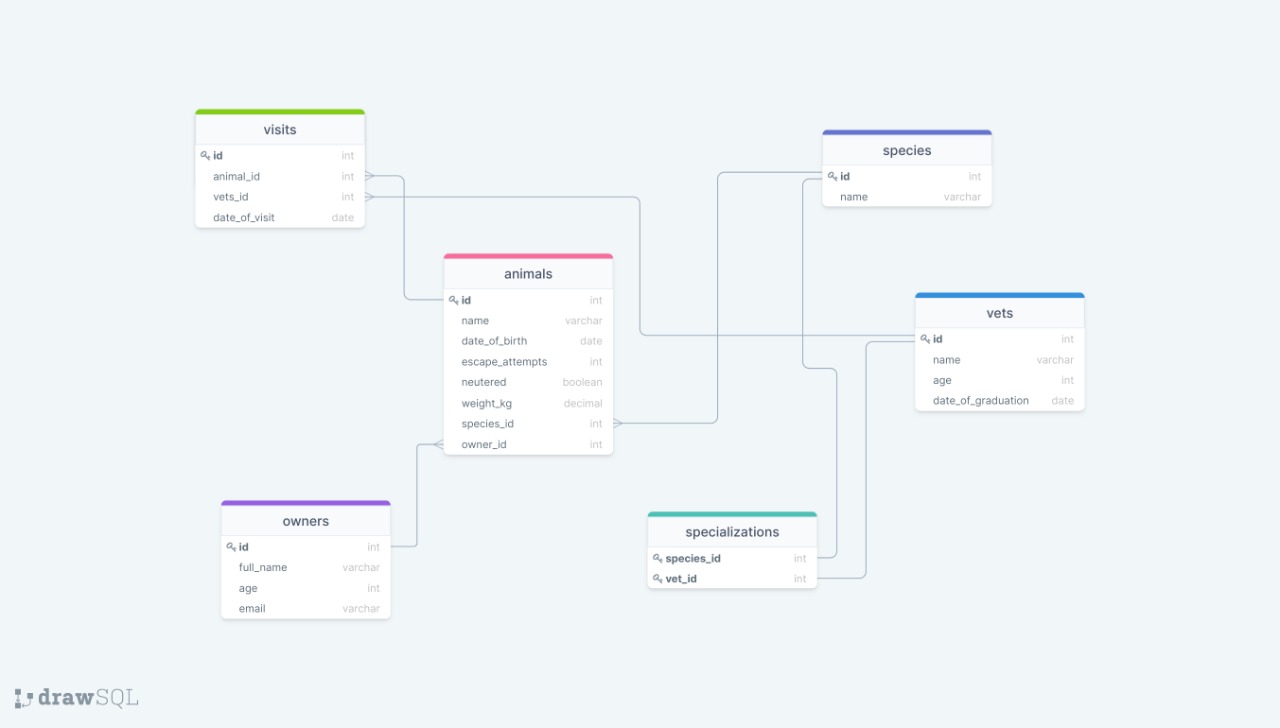 visits
id int
animal_id int
vets_id int
date_of_visit date
species
id int
name varchar
animals
id int
name varchar
date_of_birth date
escape_attempts int
neutered boolean
weight_kg decimal
species_id int
owner_id int
vets
id int
name varchar
age int
date_of_graduation date
owners
id int
full_name varchar
age int
email varchar
specializations
species_id int
vet_id int
drawSQL